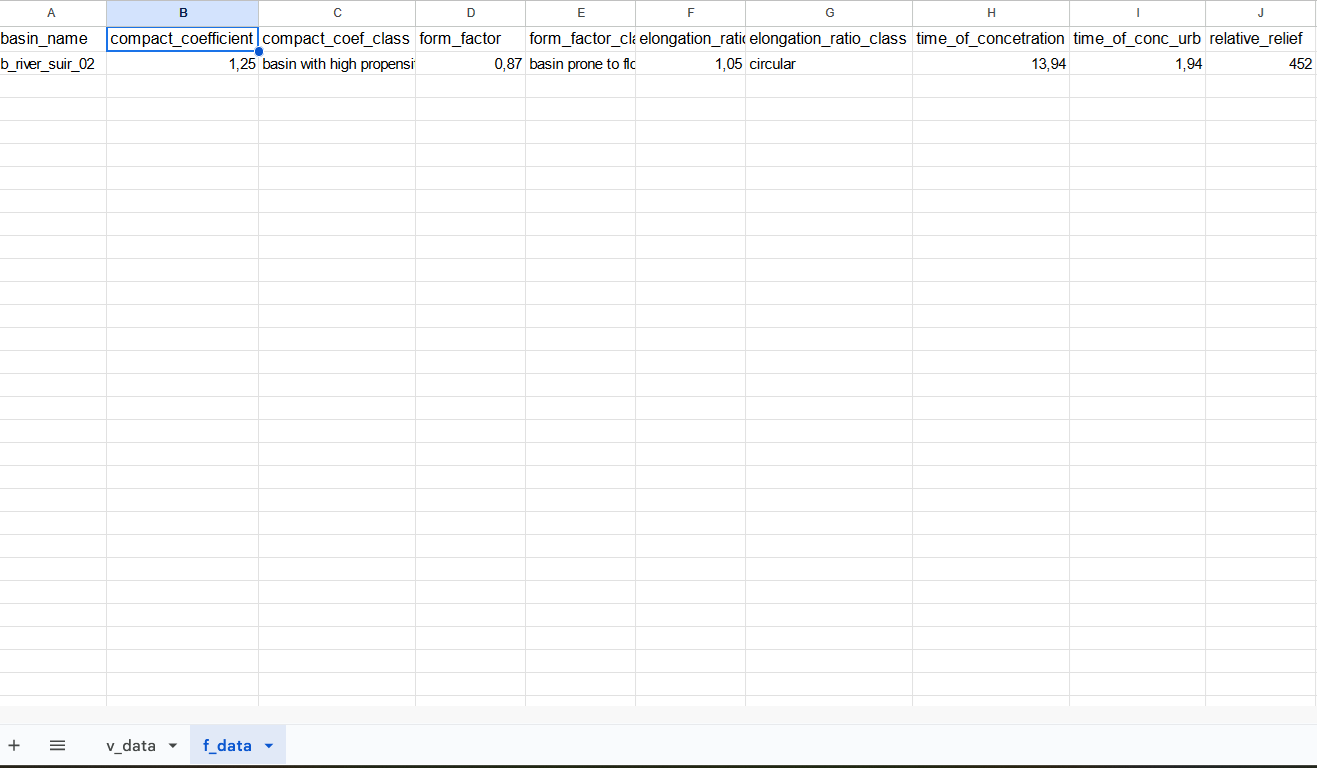 A B C D E F G H I J
basin_name compact_coefficient compact_coef_class form_factor form_factor_cla elongation_ratio elongation_ratio_class time_of_concetration time_of_conc_urb relative_relief
b_river_suir_02 1,25 basin with high propensi 0,87 basin prone to flo 1,05 circular 13,94 1,94 452
+ v_data f_data